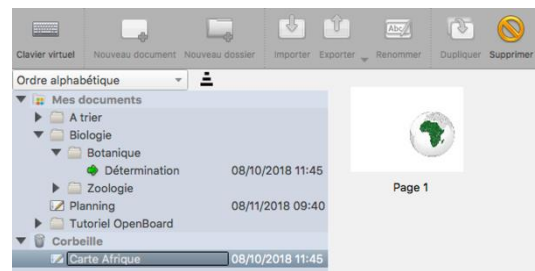 Clavier virtuel Nouveau document Nouveau dossier Importer Exporter Renommer Dupliquer Supprimer
Ordre alphabétique
Mes documents
A trier
Biologie
Botanique
Détermination 08/10/2018 11:45
Zoologie
Planning 08/11/2018 09:40
Tutoriel OpenBoard
Corbeille
Carte Afrique 08/10/2018 11:45
Page 1